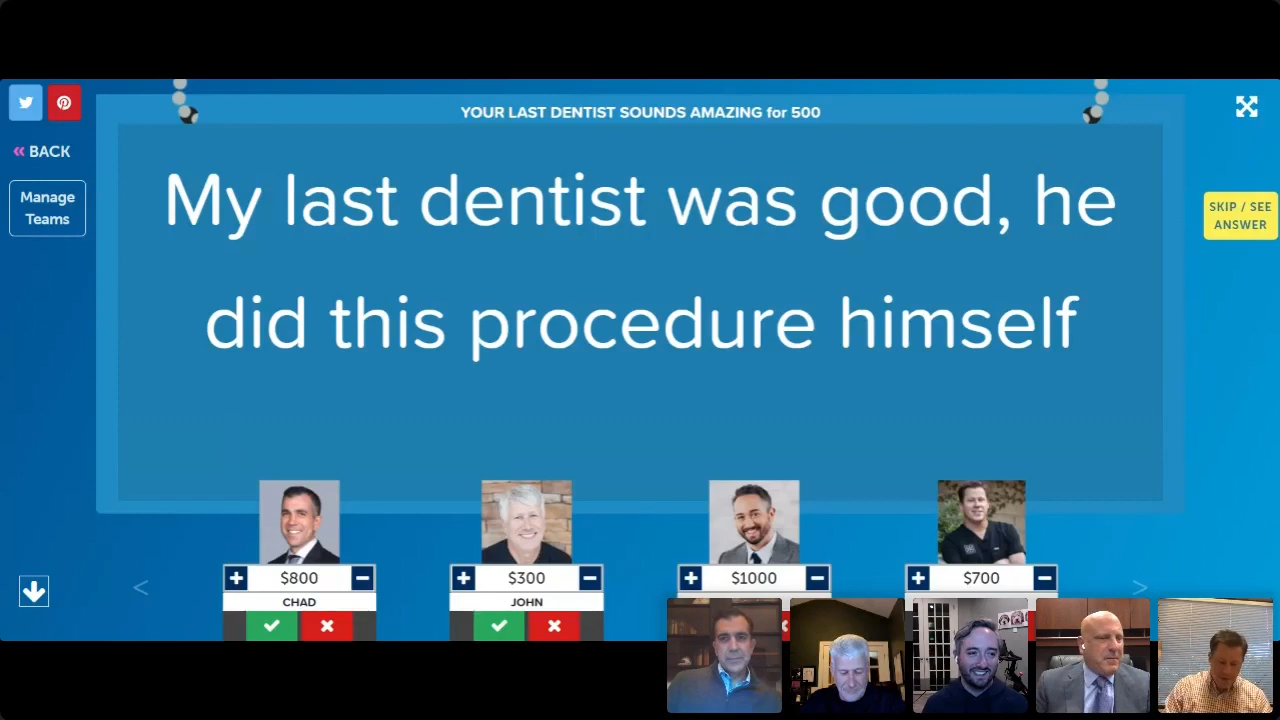 YOUR LAST DENTIST SOUNDS AMAZING for 500
« BACK
Manage
Teams
SKIP / SEE
ANSWER
My last dentist was good, he
did this procedure himself
+ $800 −
+ $300 −
+ $1000 −
+ $700 −
CHAD
JOHN